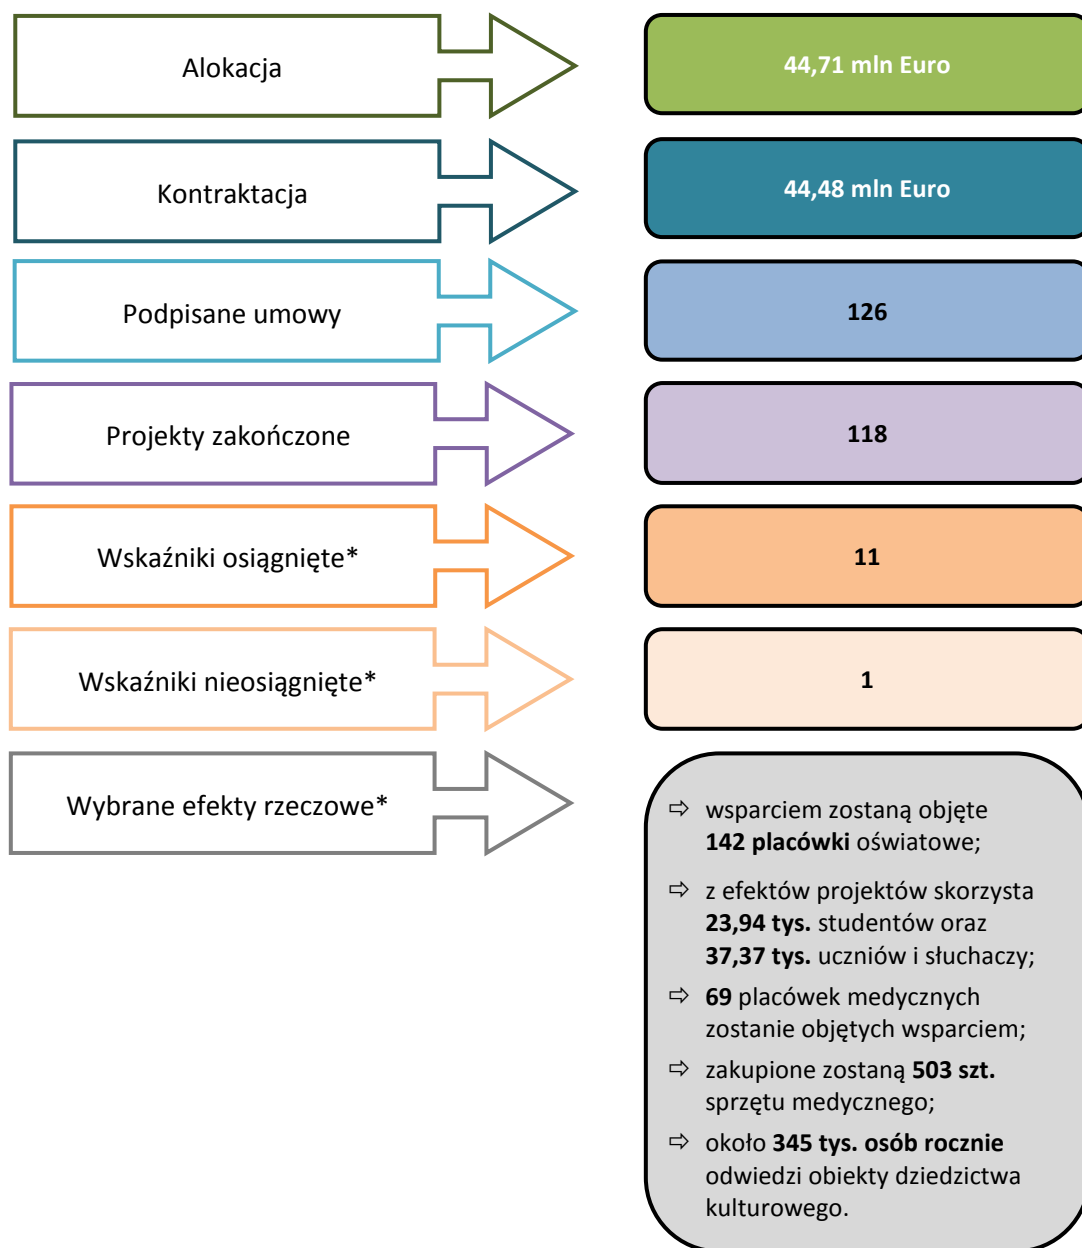 Alokacja
44,71 mln Euro
Kontraktacja
44,48 mln Euro
Podpisane umowy
126
Projekty zakończone
118
Wskaźniki osiągnięte*
11
Wskaźniki nieosiągnięte*
1
Wybrane efekty rzeczowe*
⇨ wsparciem zostaną objęte
142 placówki oświatowe;
⇨ z efektów projektów skorzysta
23,94 tys. studentów oraz
37,37 tys. uczniów i słuchaczy;
⇨ 69 placówek medycznych
zostanie objętych wsparciem;
⇨ zakupione zostaną 503 szt.
sprzętu medycznego;
⇨ około 345 tys. osób rocznie
odwiedzi obiekty dziedzictwa
kulturowego.